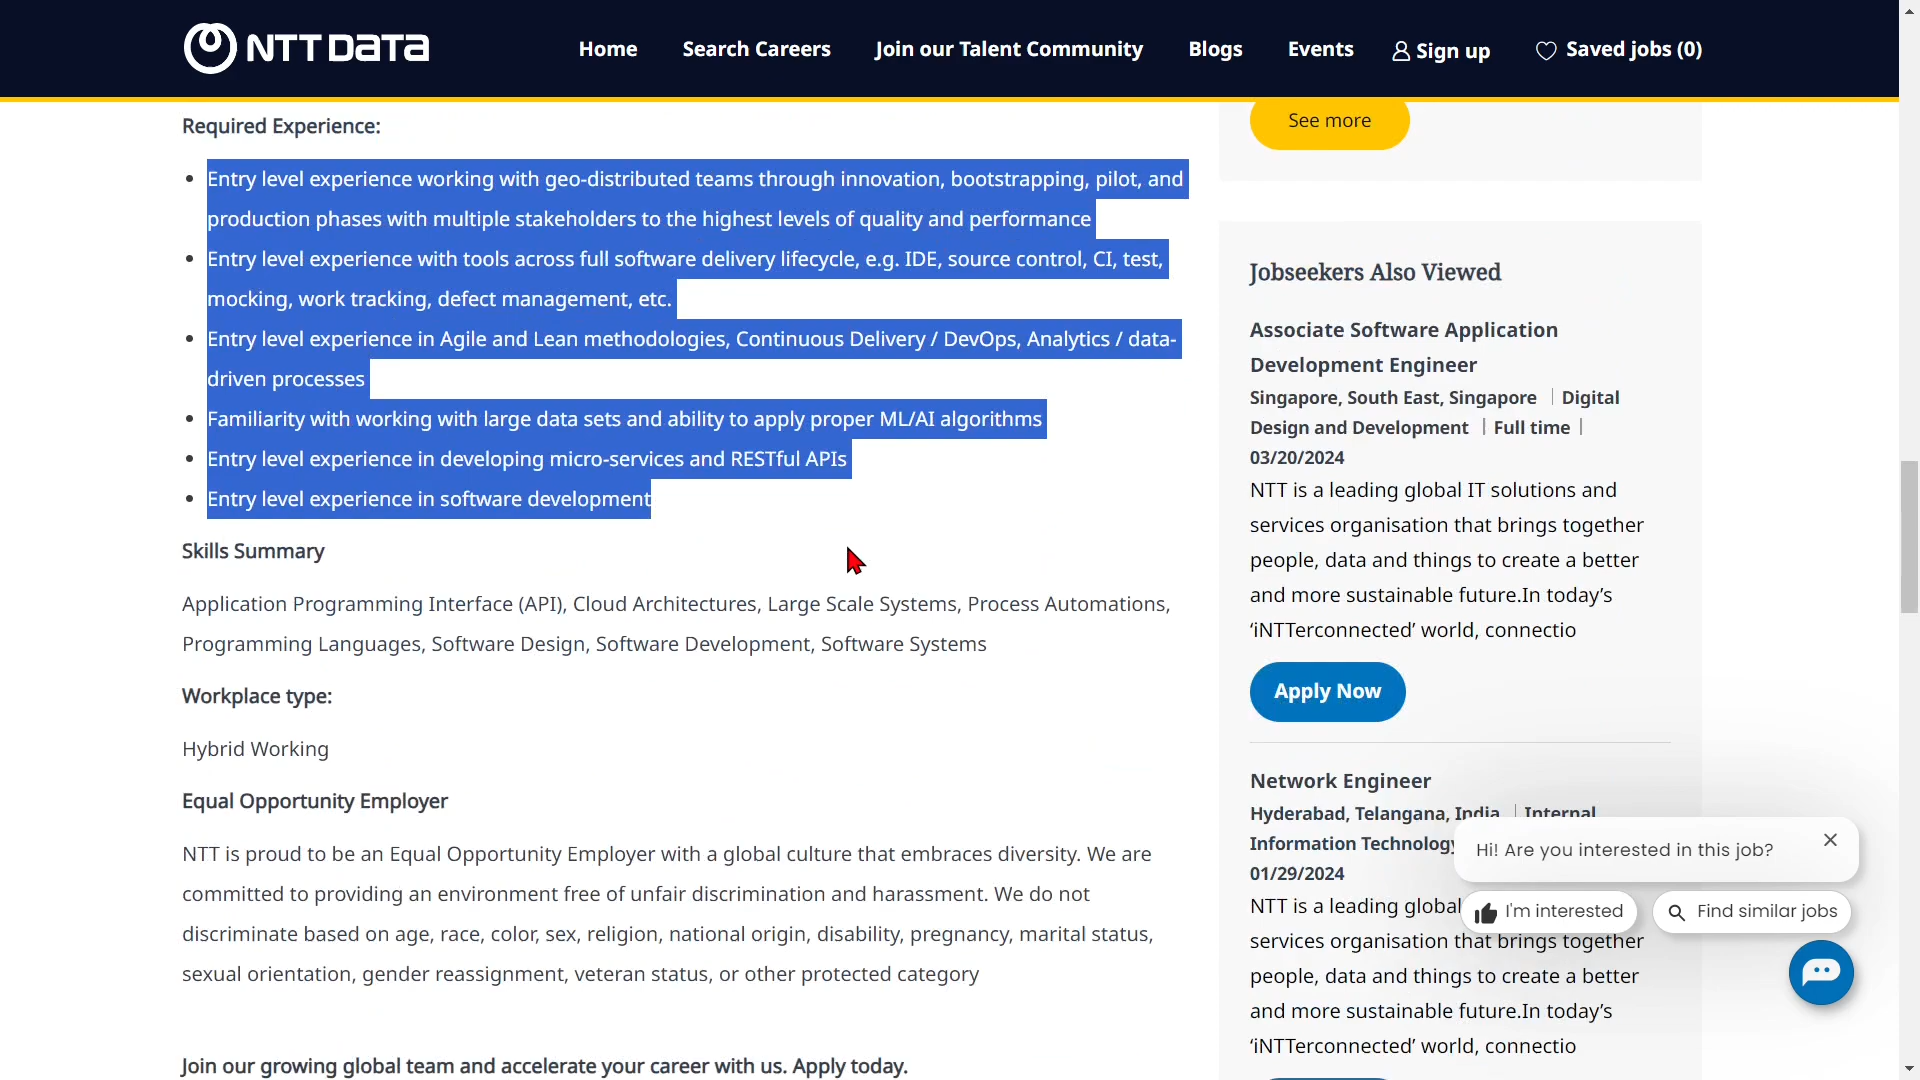 NTT DATA
Home
Search Careers
Join our Talent Community
Blogs
Events
Sign up
Saved jobs (0)
Required Experience:
Entry level experience working with geo-distributed teams through innovation, bootstrapping, pilot, and
production phases with multiple stakeholders to the highest levels of quality and performance
Entry level experience with tools across full software delivery lifecycle, e.g. IDE, source control, CI, test,
mocking, work tracking, defect management, etc.
Entry level experience in Agile and Lean methodologies, Continuous Delivery / DevOps, Analytics / data-
driven processes
Familiarity with working with large data sets and ability to apply proper ML/AI algorithms
Entry level experience in developing micro-services and RESTful APIs
Entry level experience in software development
Skills Summary
Application Programming Interface (API), Cloud Architectures, Large Scale Systems, Process Automations,
Programming Languages, Software Design, Software Development, Software Systems
Workplace type:
Hybrid Working
Equal Opportunity Employer
NTT is proud to be an Equal Opportunity Employer with a global culture that embraces diversity. We are
committed to providing an environment free of unfair discrimination and harassment. We do not
discriminate based on age, race, color, sex, religion, national origin, disability, pregnancy, marital status,
sexual orientation, gender reassignment, veteran status, or other protected category
Join our growing global team and accelerate your career with us. Apply today.
See more
Jobseekers Also Viewed
Associate Software Application
Development Engineer
Singapore, South East, Singapore | Digital
Design and Development | Full time |
03/20/2024
NTT is a leading global IT solutions and
services organisation that brings together
people, data and things to create a better
and more sustainable future.In today’s
‘iNTTerconnected’ world, connectio
Apply Now
Network Engineer
Hyderabad, Telangana, India | Internal
Information Technology
01/29/2024
NTT is a leading global
services organisation that brings together
people, data and things to create a better
and more sustainable future.In today’s
‘iNTTerconnected’ world, connectio
Hi! Are you interested in this job?
I'm interested
Find similar jobs